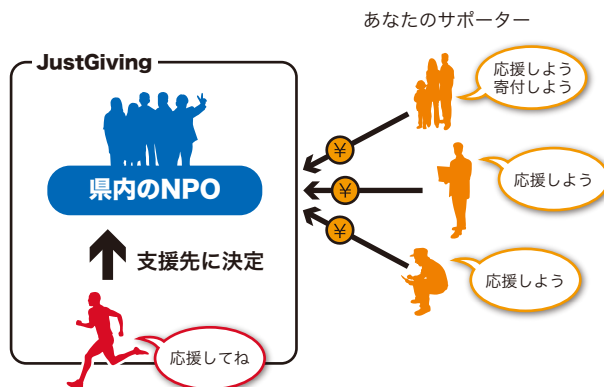 あなたのサポーター
JustGiving
応援しよう
寄付しよう
¥
県内のNPO
¥
応援しよう
¥
支援先に決定
応援しよう
応援してね